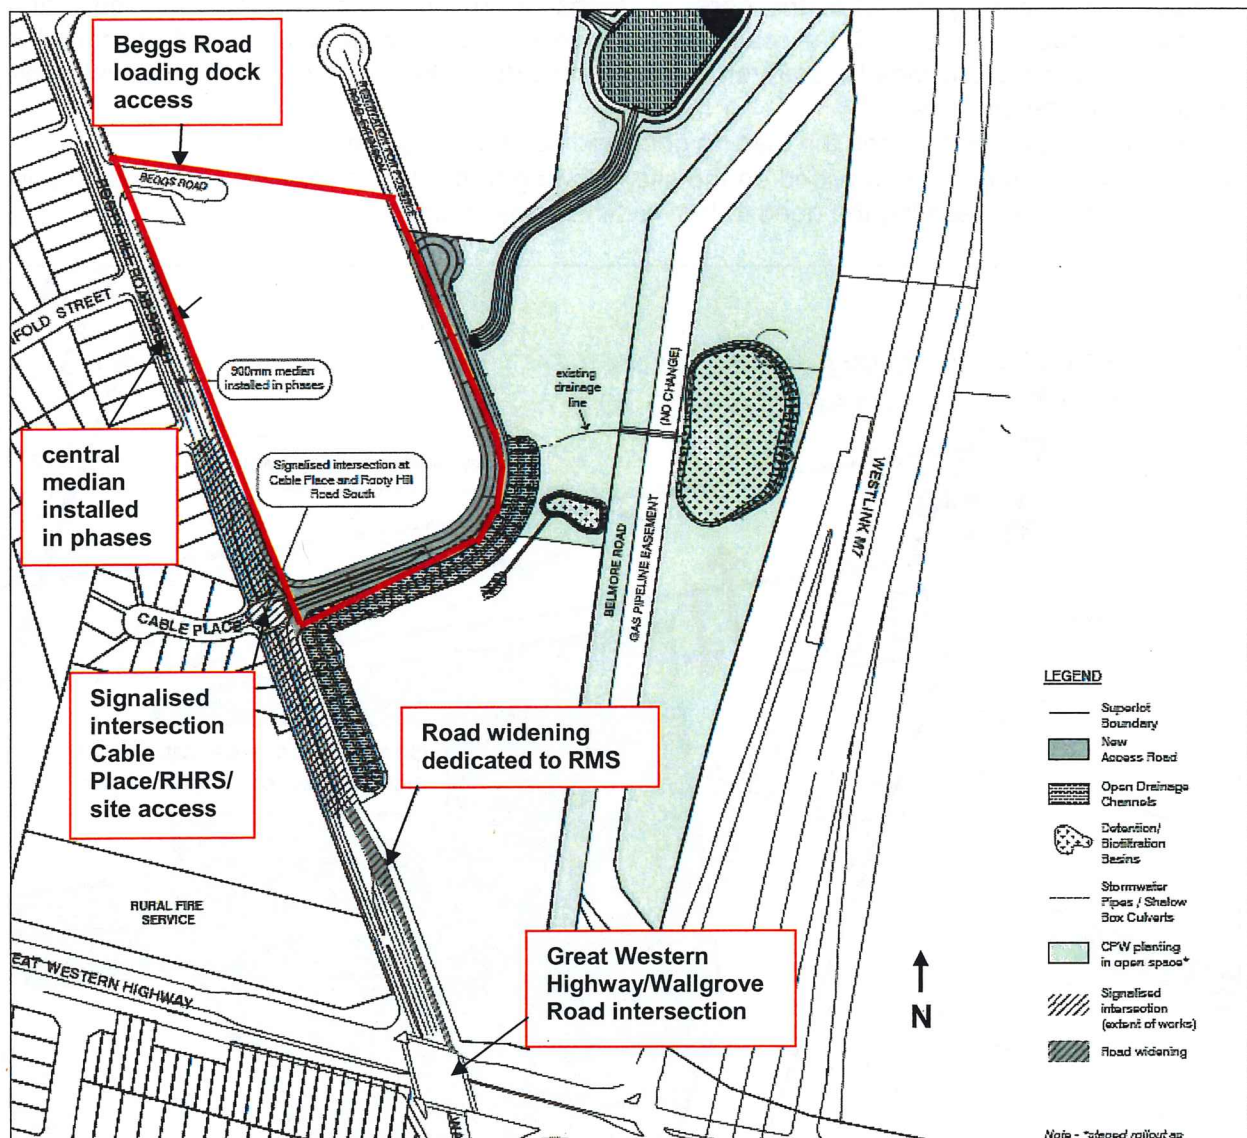 Beggs Road
loading dock
access
BEGGS ROAD
ROOTY HILL ROAD SOUTH
FOLD STREET
900mm median
installed in phases
central
median
installed
in phases
Signalised intersection at
Cable Place and Rooty Hill
Road South
existing
drainage
line
(NO CHANGE)
BELMORE ROAD
GAS PIPELINE EASEMENT
WESTLINK M7
CABLE PLACE
Signalised
intersection
Cable
Place/RHRS/
site access
Road widening
dedicated to RMS
RURAL FIRE
SERVICE
EAT WESTERN HIGHWAY
Great Western
Highway/Wallgrove
Road intersection
N
LEGEND
Superlot
Boundary
New
Access Road
Open Drainage
Channels
Detention/
Biofiltration
Basins
Stormwater
Pipes / Shallow
Box Culverts
CPW planting
in open space*
Signalised
intersection
(extent of works)
Road widening